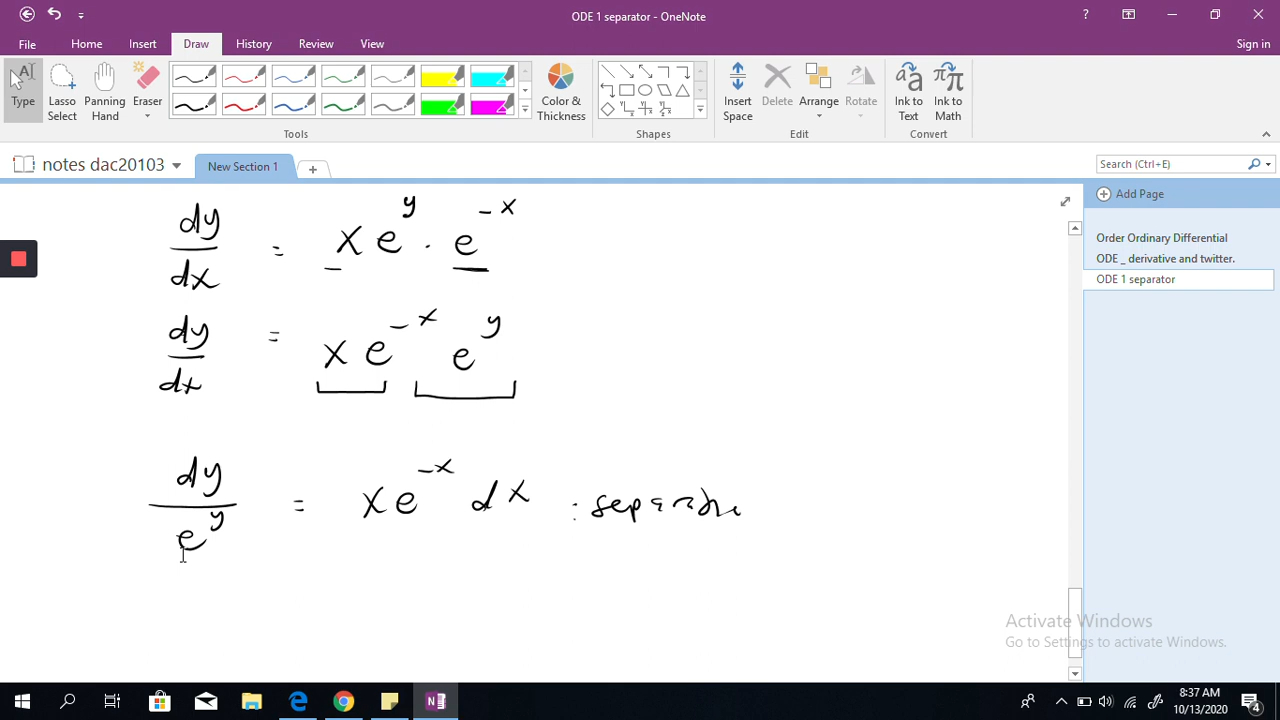 ODE 1 separator - OneNote
?
File Home Insert Draw History Review View Sign in
Type
Lasso Select
Panning Hand
Eraser
Color & Thickness
Insert Space
Delete
Arrange
Rotate
Ink to Text
Ink to Math
Tools Shapes Edit Convert
notes dac20103 New Section 1 + Search (Ctrl+E)
Add Page
Order Ordinary Differential
ODE _ derivative and twitter.
ODE 1 separator
dy/dx = x e^y · e^-x
dy/dx = x e^-x e^y
dy/e^y = x e^-x dx : separable
Activate Windows
Go to Settings to activate Windows.
8:37 AM
10/13/2020
4